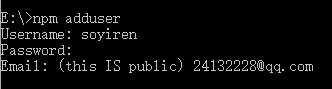 E:\>npm adduser
Username: soyiren
Password:
Email: (this IS public) 24132228@qq.com